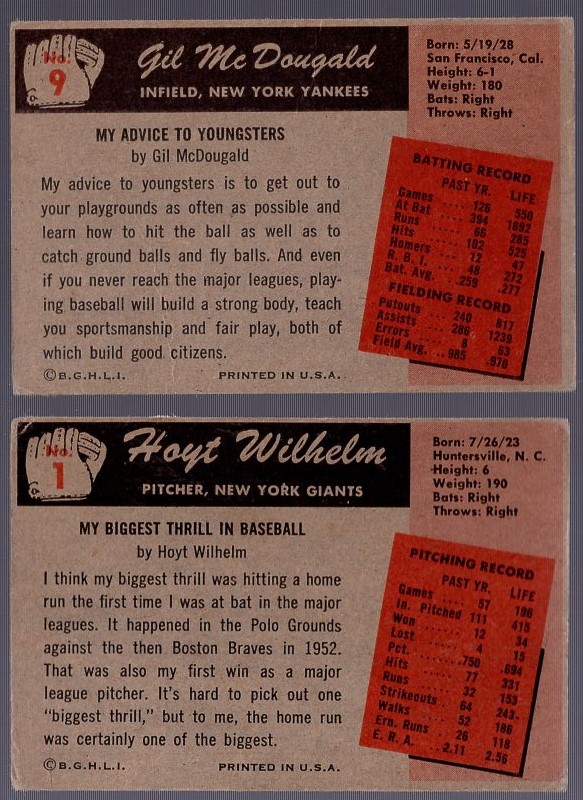 No. 9
Gil McDougald
INFIELD, NEW YORK YANKEES
Born: 5/19/28
San Francisco, Cal.
Height: 6-1
Weight: 180
Bats: Right
Throws: Right
MY ADVICE TO YOUNGSTERS
by Gil McDougald
My advice to youngsters is to get out to
your playgrounds as often as possible and
learn how to hit the ball as well as to
catch ground balls and fly balls. And even
if you never reach the major leagues, play-
ing baseball will build a strong body, teach
you sportsmanship and fair play, both of
which build good citizens.
©B.G.H.L.I. PRINTED IN U.S.A.
BATTING RECORD
PAST YR. LIFE
Games .... 126 550
At Bat .... 394 1892
Runs .... 66 285
Hits .... 102 525
Homers .... 12 47
R. B. I. .... 48 272
Bat. Avg. .259 .277
FIELDING RECORD
Putouts .. 240 817
Assists ... 286 1239
Errors .... 8 63
Field Avg. .. .985 .970
No. 1
Hoyt Wilhelm
PITCHER, NEW YORK GIANTS
Born: 7/26/23
Huntersville, N. C.
Height: 6
Weight: 190
Bats: Right
Throws: Right
MY BIGGEST THRILL IN BASEBALL
by Hoyt Wilhelm
I think my biggest thrill was hitting a home
run the first time I was at bat in the major
leagues. It happened in the Polo Grounds
against the then Boston Braves in 1952.
That was also my first win as a major
league pitcher. It's hard to pick out one
"biggest thrill," but to me, the home run
was certainly one of the biggest.
©B.G.H.L.I. PRINTED IN U.S.A.
PITCHING RECORD
PAST YR. LIFE
Games .... 57 196
In. Pitched 111 415
Won .... 12 34
Lost .... 4 15
Pct. .... .750 .694
Hits .... 77 331
Runs .... 32 153
Strikeouts 64 243
Walks .... 52 186
Ern. Runs . 26 118
E. R. A. .. 2.11 2.56